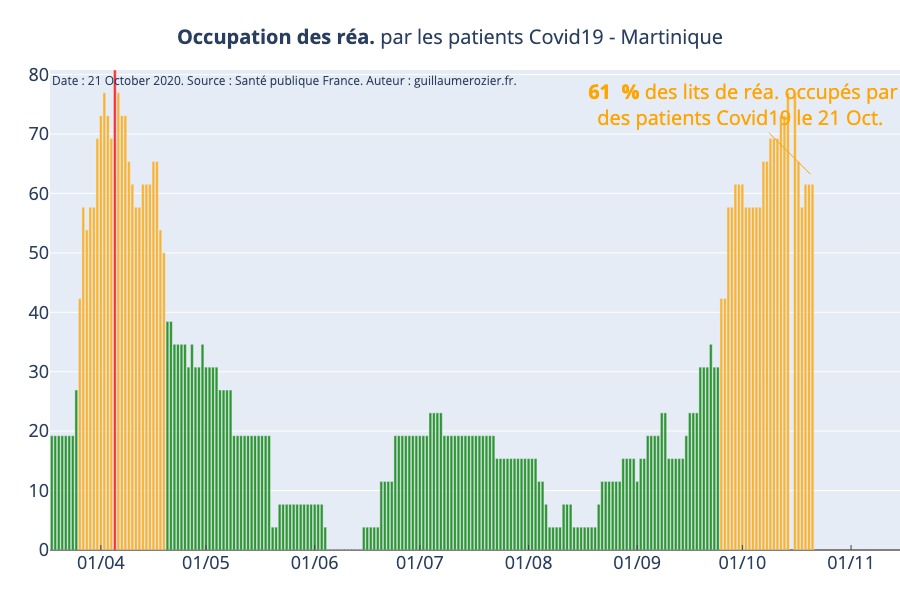 Occupation des réa. par les patients Covid19 - Martinique
Date : 21 October 2020. Source : Santé publique France. Auteur : guillaumerozier.fr.
61 % des lits de réa. occupés par
des patients Covid19 le 21 Oct.
80
70
60
50
40
30
20
10
0
01/04 01/05 01/06 01/07 01/08 01/09 01/10 01/11